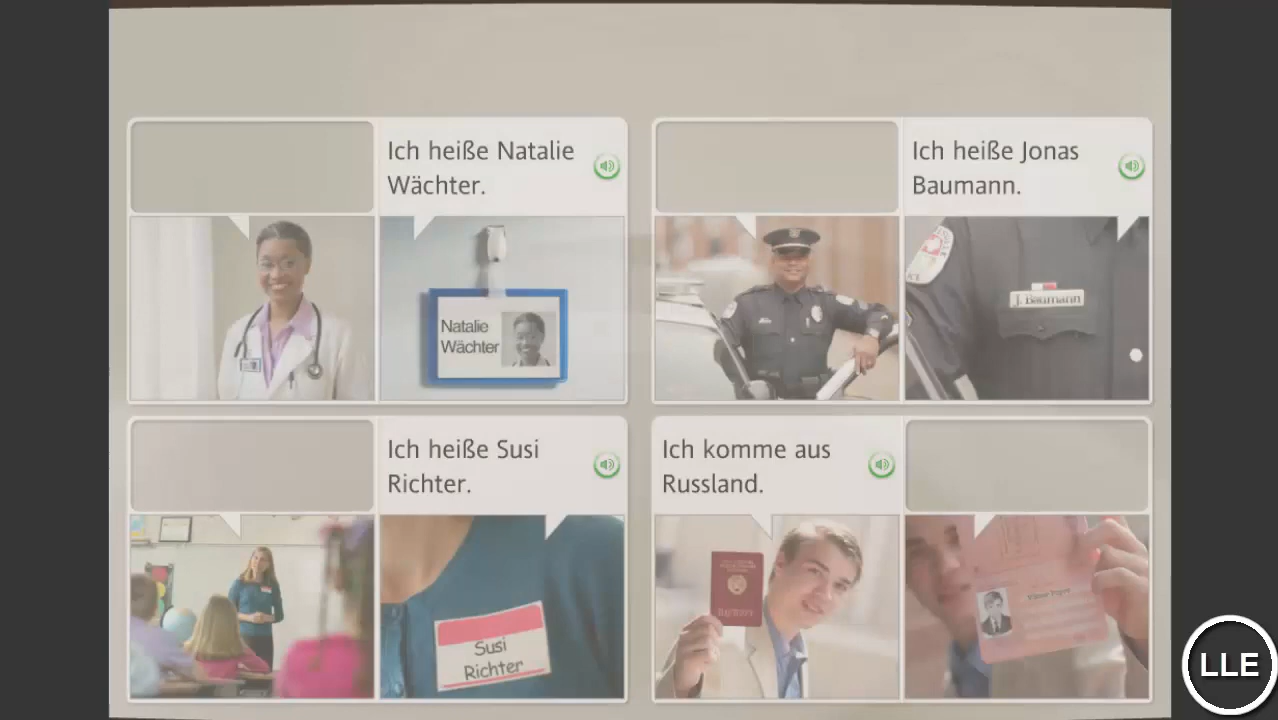 Ich heiße Natalie
Wächter.
Ich heiße Jonas
Baumann.
Natalie
Wächter
J. Baumann
Ich heiße Susi
Richter.
Ich komme aus
Russland.
Susi
Richter
LLE